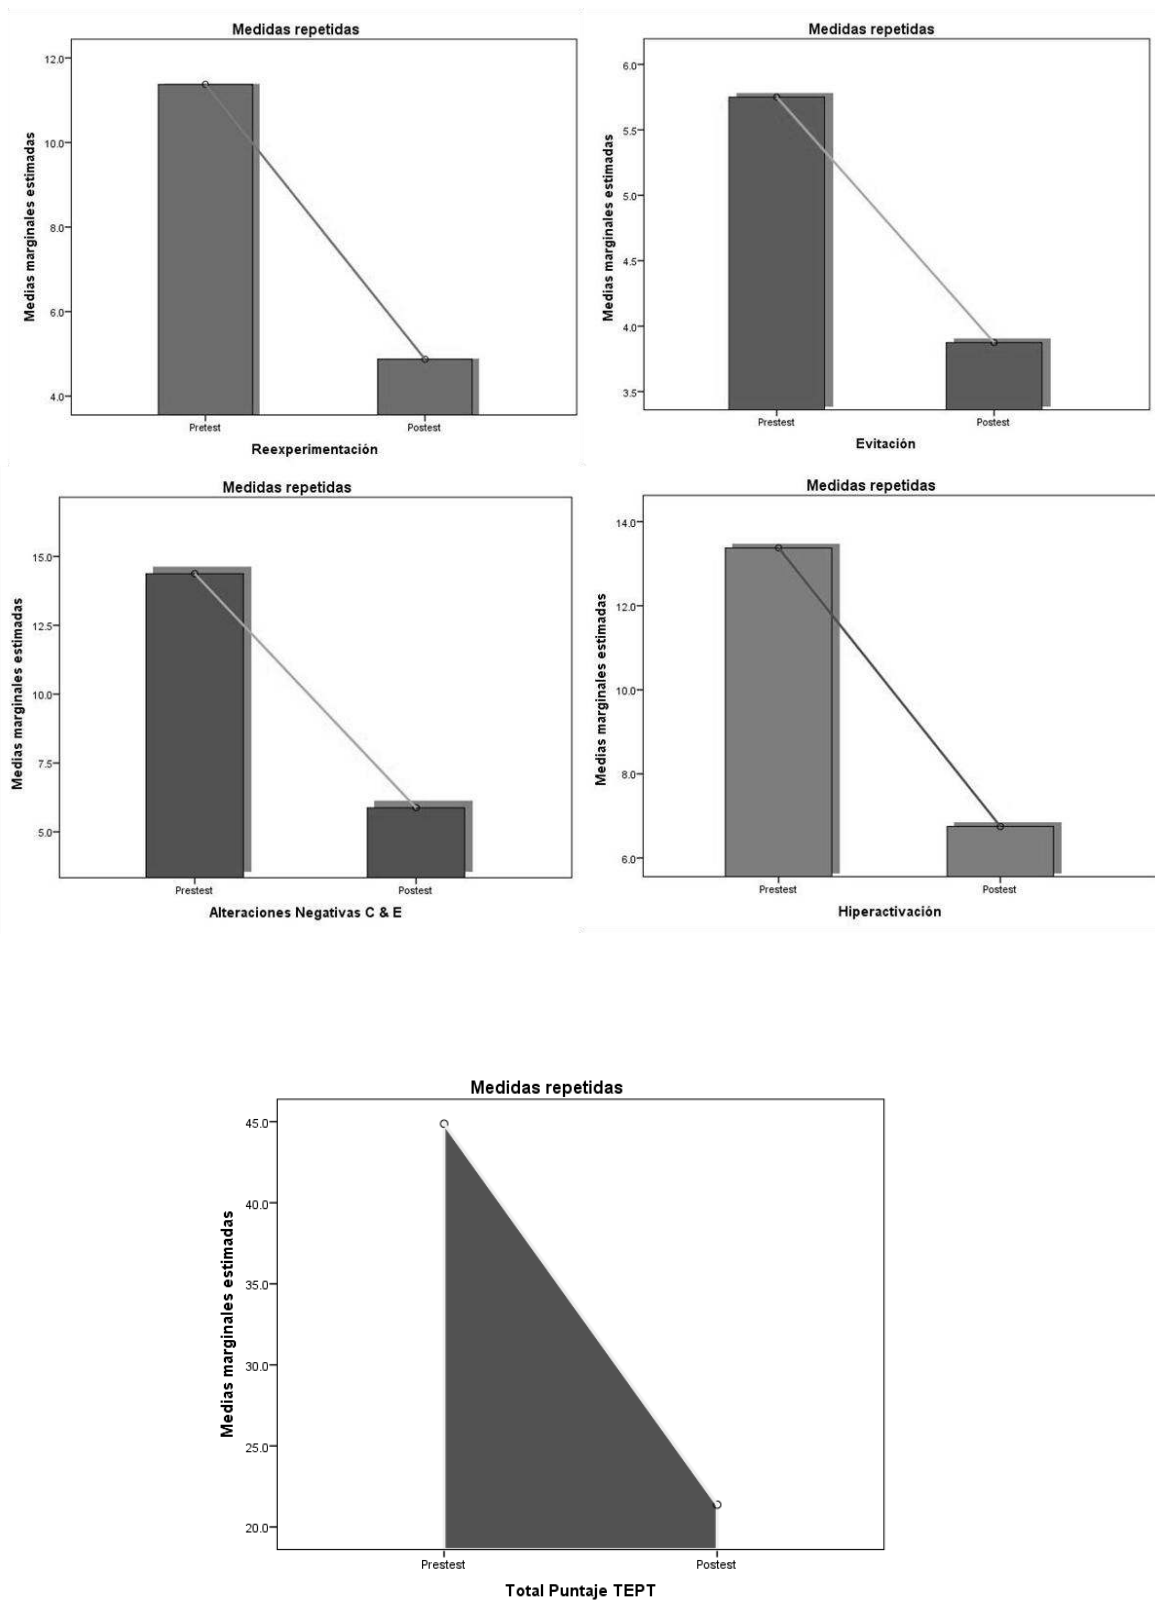 Medidas repetidas
Medias marginales estimadas
12.0
10.0
8.0
6.0
4.0
Pretest
Postest
Reexperimentación
Medidas repetidas
Medias marginales estimadas
6.0
5.5
5.0
4.5
4.0
3.5
Prestest
Postest
Evitación
Medidas repetidas
Medias marginales estimadas
15.0
12.5
10.0
7.5
5.0
Prestest
Postest
Alteraciones Negativas C & E
Medidas repetidas
Medias marginales estimadas
14.0
12.0
10.0
8.0
6.0
Prestest
Postest
Hiperactivación
Medidas repetidas
Medias marginales estimadas
45.0
40.0
35.0
30.0
25.0
20.0
Prestest
Postest
Total Puntaje TEPT